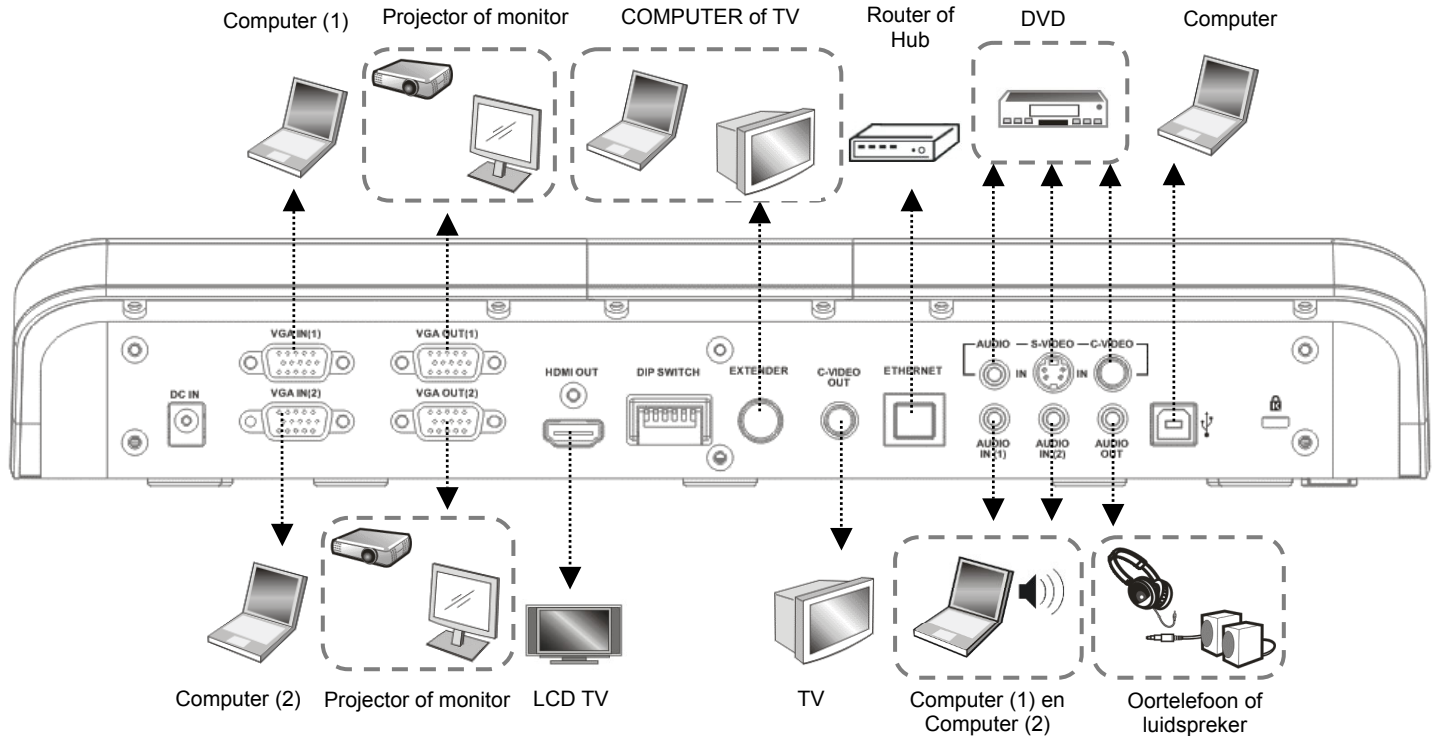 Computer (1)
Projector of monitor
COMPUTER of TV
Router of
Hub
DVD
Computer
VGA IN(1)
VGA OUT(1)
AUDIO
S-VIDEO
C-VIDEO
IN
IN
DC IN
VGA IN(2)
VGA OUT(2)
HDMI OUT
DIP SWITCH
EXTENDER
C-VIDEO
OUT
ETHERNET
AUDIO
IN(1)
AUDIO
IN(2)
AUDIO
OUT
Computer (2)
Projector of monitor
LCD TV
TV
Computer (1) en
Computer (2)
Oortelefoon of
luidspreker